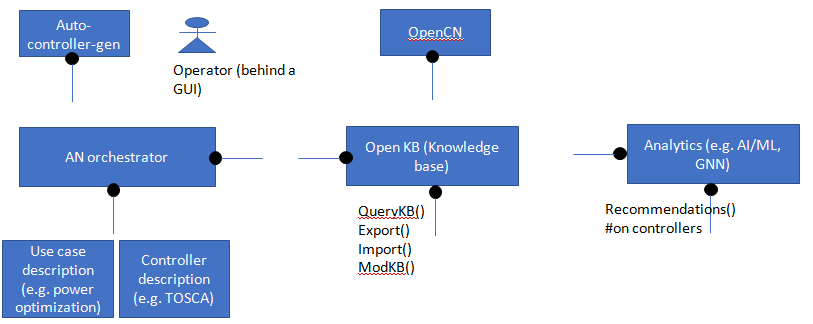 Auto-
controller-gen
Operator (behind a
GUI)
OpenCN
AN orchestrator
Open KB (Knowledge
base)
Analytics (e.g. AI/ML,
GNN)
QueryKB()
Export()
Import()
ModKB()
Recommendations()
#on controllers
Use case
description
(e.g. power
optimization)
Controller
description
(e.g. TOSCA)